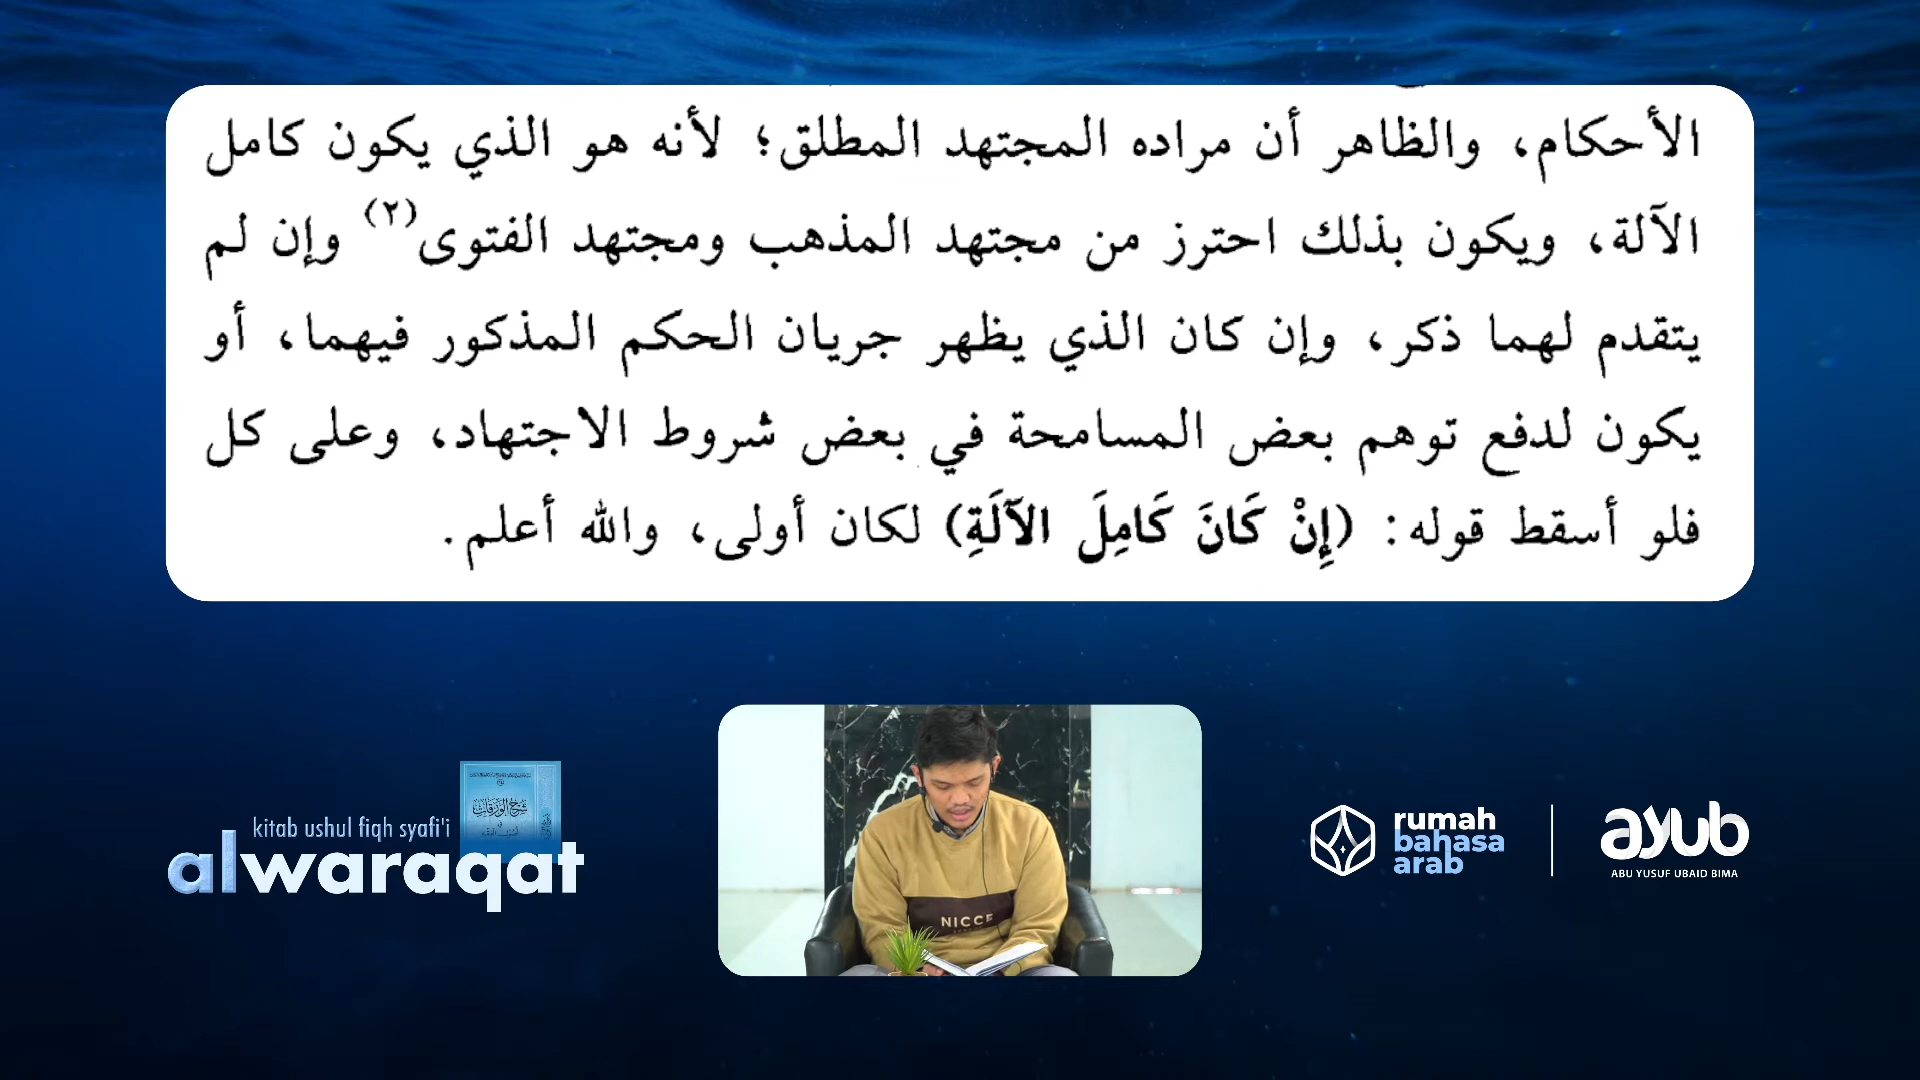 الأحكام، والظاهر أن مراده المجتهد المطلق؛ لأنه هو الذي يكون كامل
الآلة، ويكون بذلك احترز من مجتهد المذهب ومجتهد الفتوى(٢) وإن لم
يتقدم لهما ذكر، وإن كان الذي يظهر جريان الحكم المذكور فيهما، أو
يكون لدفع توهم بعض المسامحة في بعض شروط الاجتهاد، وعلى كل
فلو أسقط قوله: (إِنْ كَانَ كَامِلَ الآلَةِ) لكان أولى، والله أعلم.
شرح الورقات
kitab ushul fiqh syafi'i
alwaraqat
NICCE
rumah
bahasa
arab
ayub
ABU YUSUF UBAID BIMA